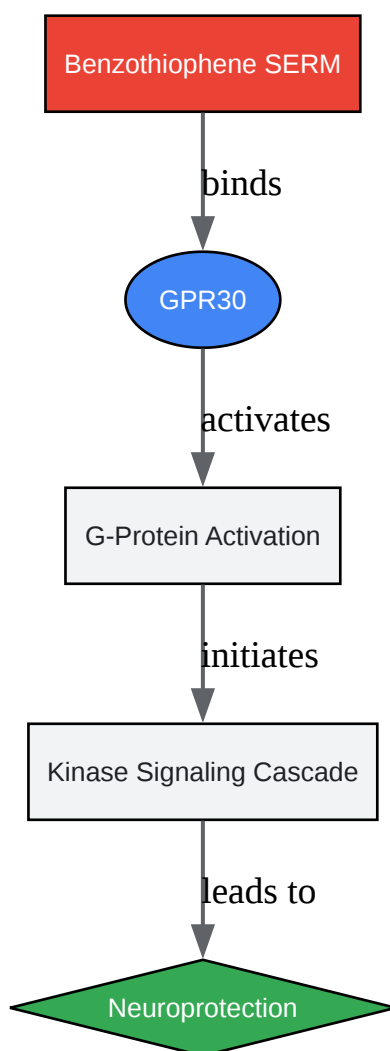 Benzothiophene SERM
binds
GPR30
activates
G-Protein Activation
initiates
Kinase Signaling Cascade
leads to
Neuroprotection